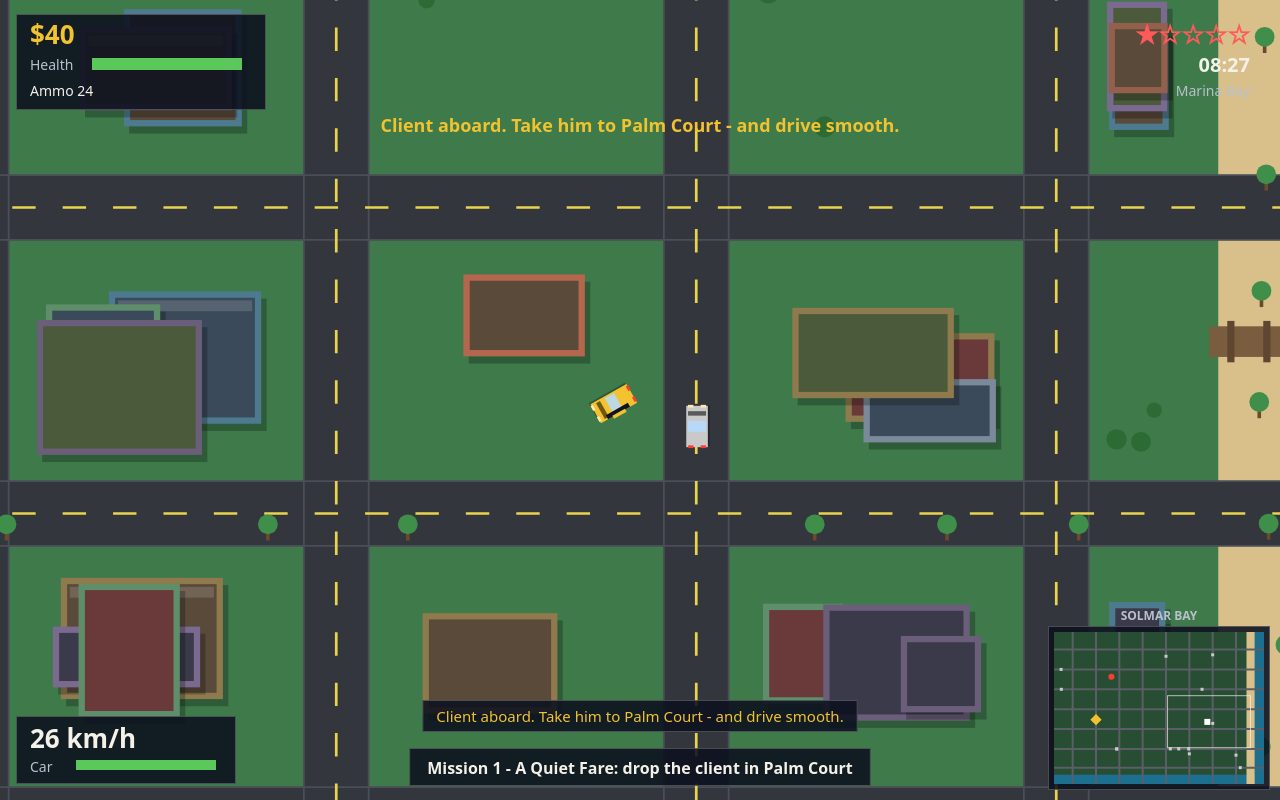 $40
Health
Ammo 24
★☆☆☆☆
08:27
Marina Bay
Client aboard. Take him to Palm Court - and drive smooth.
SOLMAR BAY
Client aboard. Take him to Palm Court - and drive smooth.
26 km/h
Car
Mission 1 - A Quiet Fare: drop the client in Palm Court